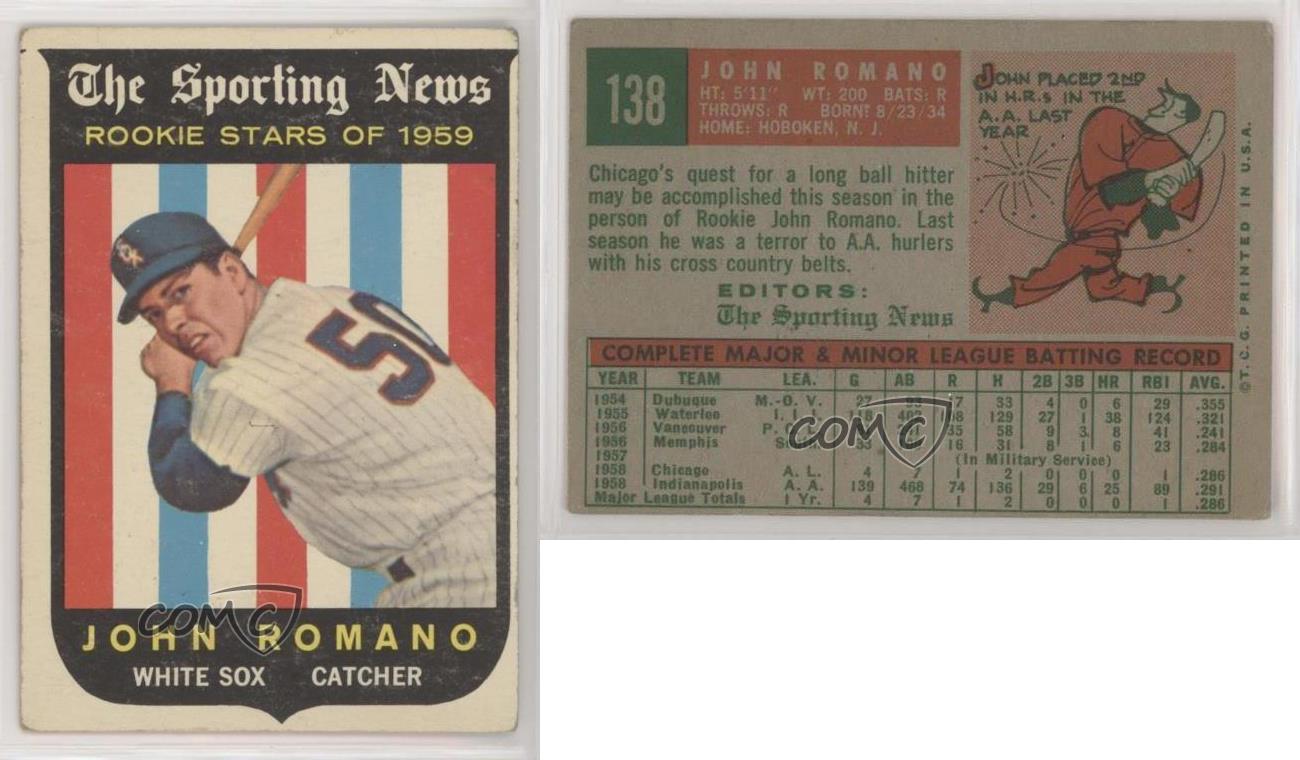 The Sporting News
ROOKIE STARS OF 1959
50
JOHN ROMANO
WHITE SOX CATCHER
COMC
138
JOHN ROMANO
HT: 5'11" WT: 200 BATS: R
THROWS: R BORN: 8/23/34
HOME: HOBOKEN, N. J.
JOHN PLACED 2ND
IN H.R.s IN THE
A.A. LAST
YEAR
Chicago's quest for a long ball hitter
may be accomplished this season in the
person of Rookie John Romano. Last
season he was a terror to A.A. hurlers
with his cross country belts.
EDITORS:
The Sporting News
©T.C.G. PRINTED IN U.S.A.
COMPLETE MAJOR & MINOR LEAGUE BATTING RECORD
YEAR TEAM LEA. G AB R H 2B 3B HR RBI AVG.
1954 Dubuque M.-O. V. 27 33 4 0 6 29 .355
1955 Waterloo I.I.I. 129 27 1 38 124 .321
1956 Vancouver 35 58 9 3 8 41 .241
1956 Memphis 16 31 8 1 6 23 .284
1957 (In Military Service)
1958 Chicago A. L. 4 7 1 2 0 0 0 1 .286
1958 Indianapolis A. A. 139 468 74 136 29 6 25 89 .291
Major League Totals 1 Yr. 4 7 1 2 0 0 0 1 .286
COMC